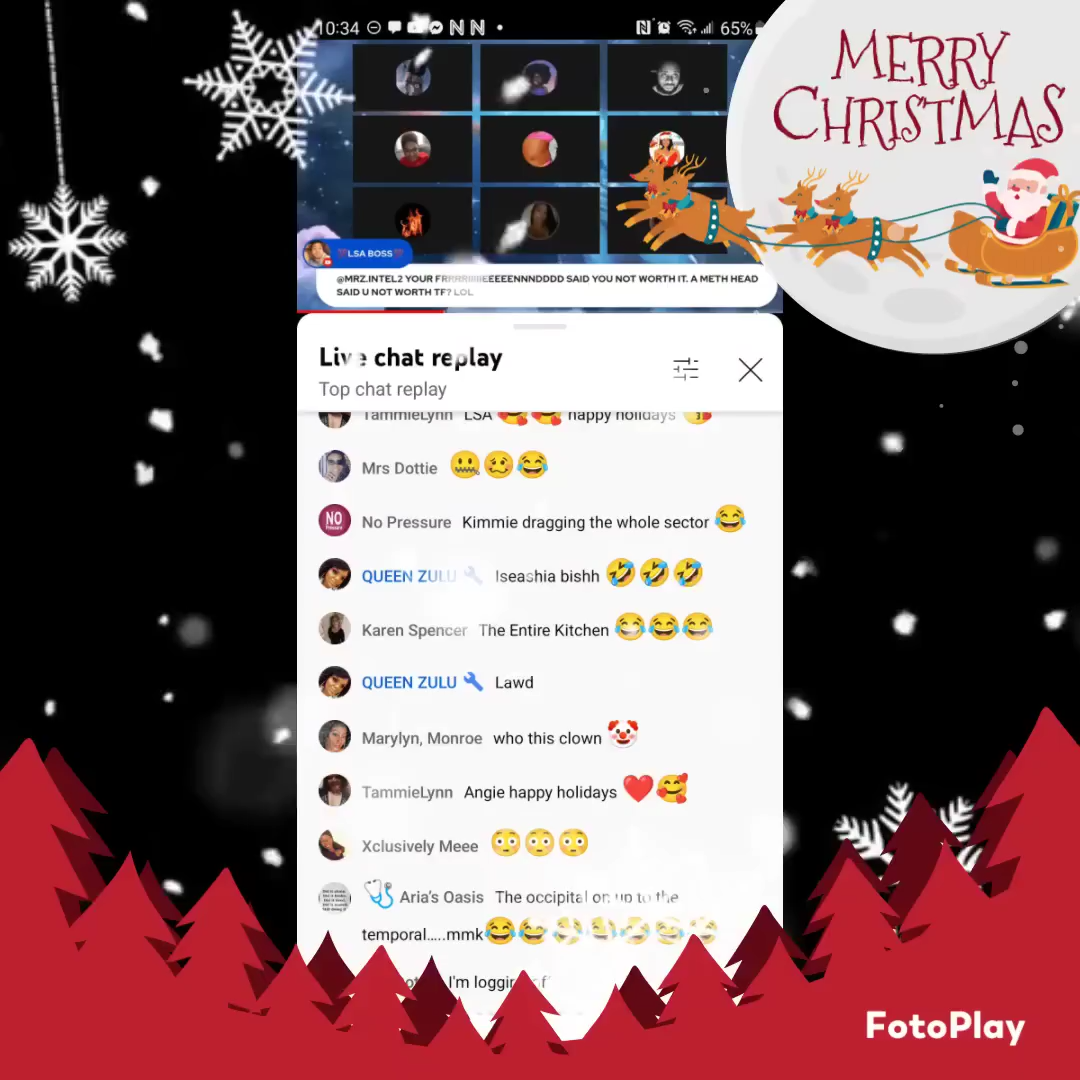 10:34
65%
MERRY
CHRISTMAS
LSA BOSS
@MRZ.INTEL2 YOUR FRRRRIIIIEEEEEENNNDDDD SAID YOU NOT WORTH IT. A METH HEAD
SAID U NOT WORTH TF? LOL
Live chat replay
Top chat replay
TammieLynn LSA 🥰🥰 happy holidays
Mrs Dottie 🤐🥴😂
NO
No Pressure Kimmie dragging the whole sector 😂
QUEEN ZULU 🔧 Iseashia bishh 🤣🤣🤣
Karen Spencer The Entire Kitchen 😂😂😂
QUEEN ZULU 🔧 Lawd
Marylyn, Monroe who this clown 🤡
TammieLynn Angie happy holidays ❤️🥰
Xclusively Meee 😳😳😳
🩺 Aria's Oasis The occipital on up to the
temporal.....mmk😂😂😂😂😂😂😂
I'm
FotoPlay